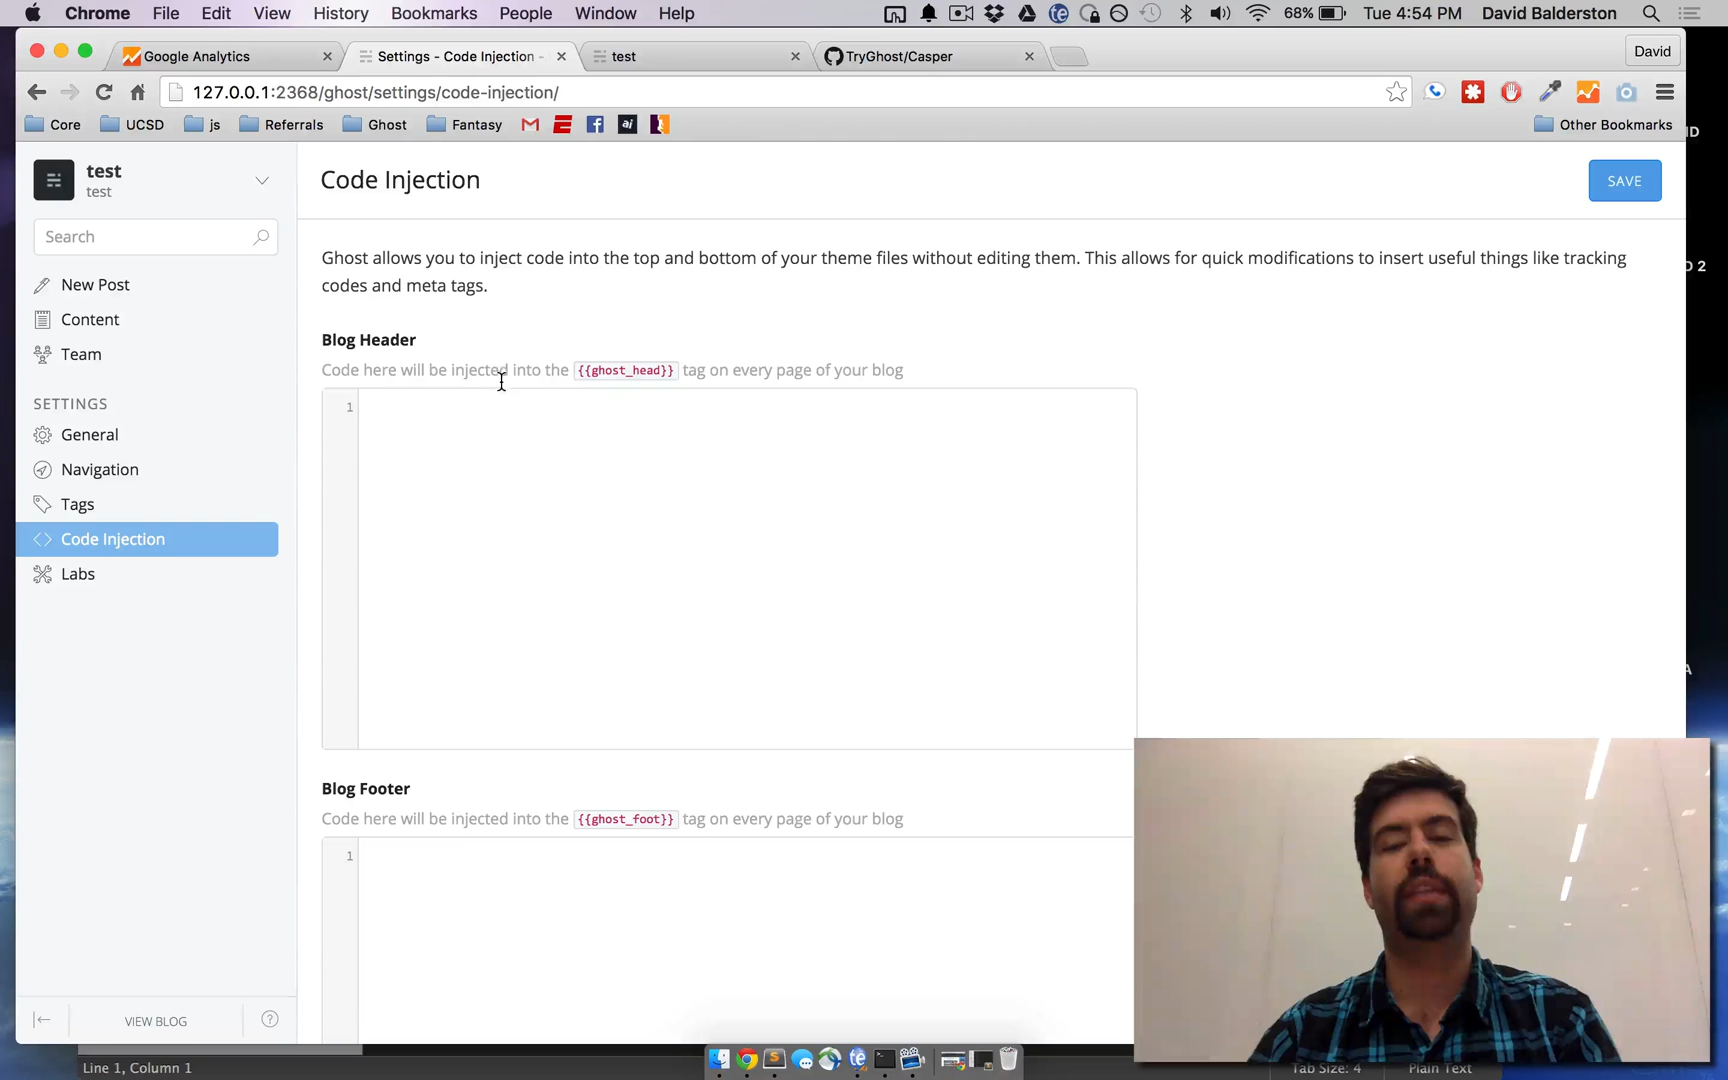 Chrome File Edit View History Bookmarks People Window Help 68% Tue 4:54 PM David Balderston
Google Analytics Settings - Code Injection - test TryGhost/Casper David
127.0.0.1:2368/ghost/settings/code-injection/
Core UCSD js Referrals Ghost Fantasy Other Bookmarks
test
test
Search
New Post
Content
Team
SETTINGS
General
Navigation
Tags
Code Injection
Labs
VIEW BLOG
Code Injection
SAVE
Ghost allows you to inject code into the top and bottom of your theme files without editing them. This allows for quick modifications to insert useful things like tracking
codes and meta tags.
Blog Header
Code here will be injected into the {{ghost_head}} tag on every page of your blog
1
Blog Footer
Code here will be injected into the {{ghost_foot}} tag on every page of your blog
1
Line 1, Column 1 Tab Size: 4 Plain Text